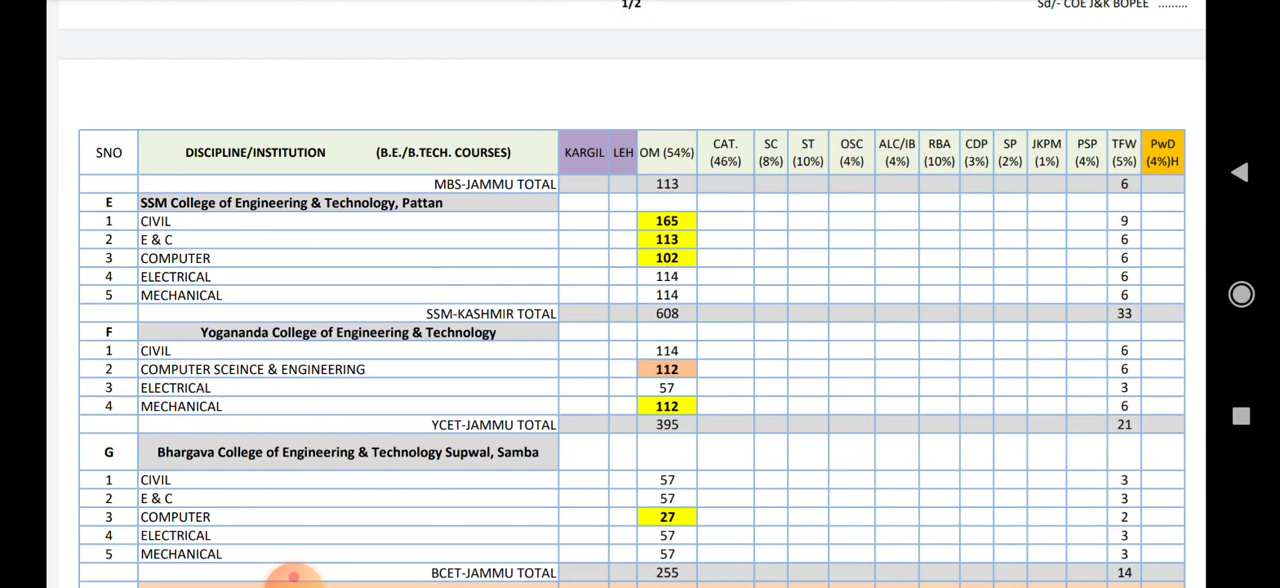 1/2 Sd/- COE J&K BOPEE .........
SNO DISCIPLINE/INSTITUTION (B.E./B.TECH. COURSES) KARGIL LEH OM (54%) CAT. (46%) SC (8%) ST (10%) OSC (4%) ALC/IB (4%) RBA (10%) CDP (3%) SP (2%) JKPM (1%) PSP (4%) TFW (5%) PwD (4%)H
MBS-JAMMU TOTAL 113 6
E SSM College of Engineering & Technology, Pattan
1 CIVIL 165 9
2 E & C 113 6
3 COMPUTER 102 6
4 ELECTRICAL 114 6
5 MECHANICAL 114 6
SSM-KASHMIR TOTAL 608 33
F Yogananda College of Engineering & Technology
1 CIVIL 114 6
2 COMPUTER SCEINCE & ENGINEERING 112 6
3 ELECTRICAL 57 3
4 MECHANICAL 112 6
YCET-JAMMU TOTAL 395 21
G Bhargava College of Engineering & Technology Supwal, Samba
1 CIVIL 57 3
2 E & C 57 3
3 COMPUTER 27 2
4 ELECTRICAL 57 3
5 MECHANICAL 57 3
BCET-JAMMU TOTAL 255 14